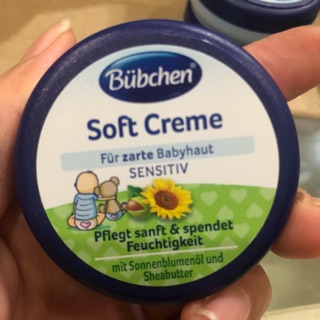 Bübchen
Soft Creme
Für zarte Babyhaut
SENSITIV
Pflegt sanft & spendet
Feuchtigkeit
mit Sonnenblumenöl und
Sheabutter